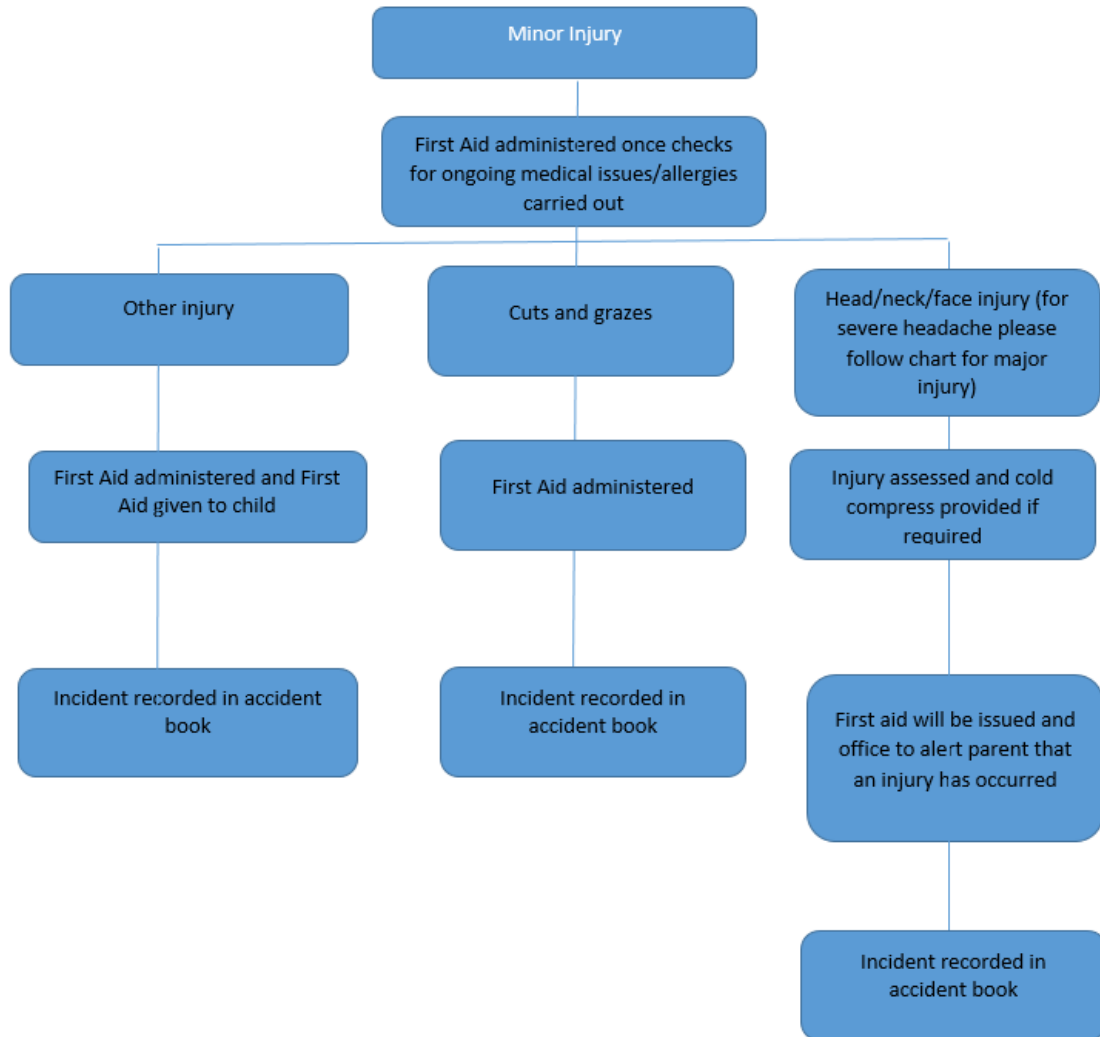 Minor Injury
First Aid administered once checks
for ongoing medical issues/allergies
carried out
Other injury
Cuts and grazes
Head/neck/face injury (for
severe headache please
follow chart for major
injury)
First Aid administered and First
Aid given to child
First Aid administered
Injury assessed and cold
compress provided if
required
Incident recorded in accident
book
Incident recorded in
accident book
First aid will be issued and
office to alert parent that
an injury has occurred
Incident recorded in
accident book